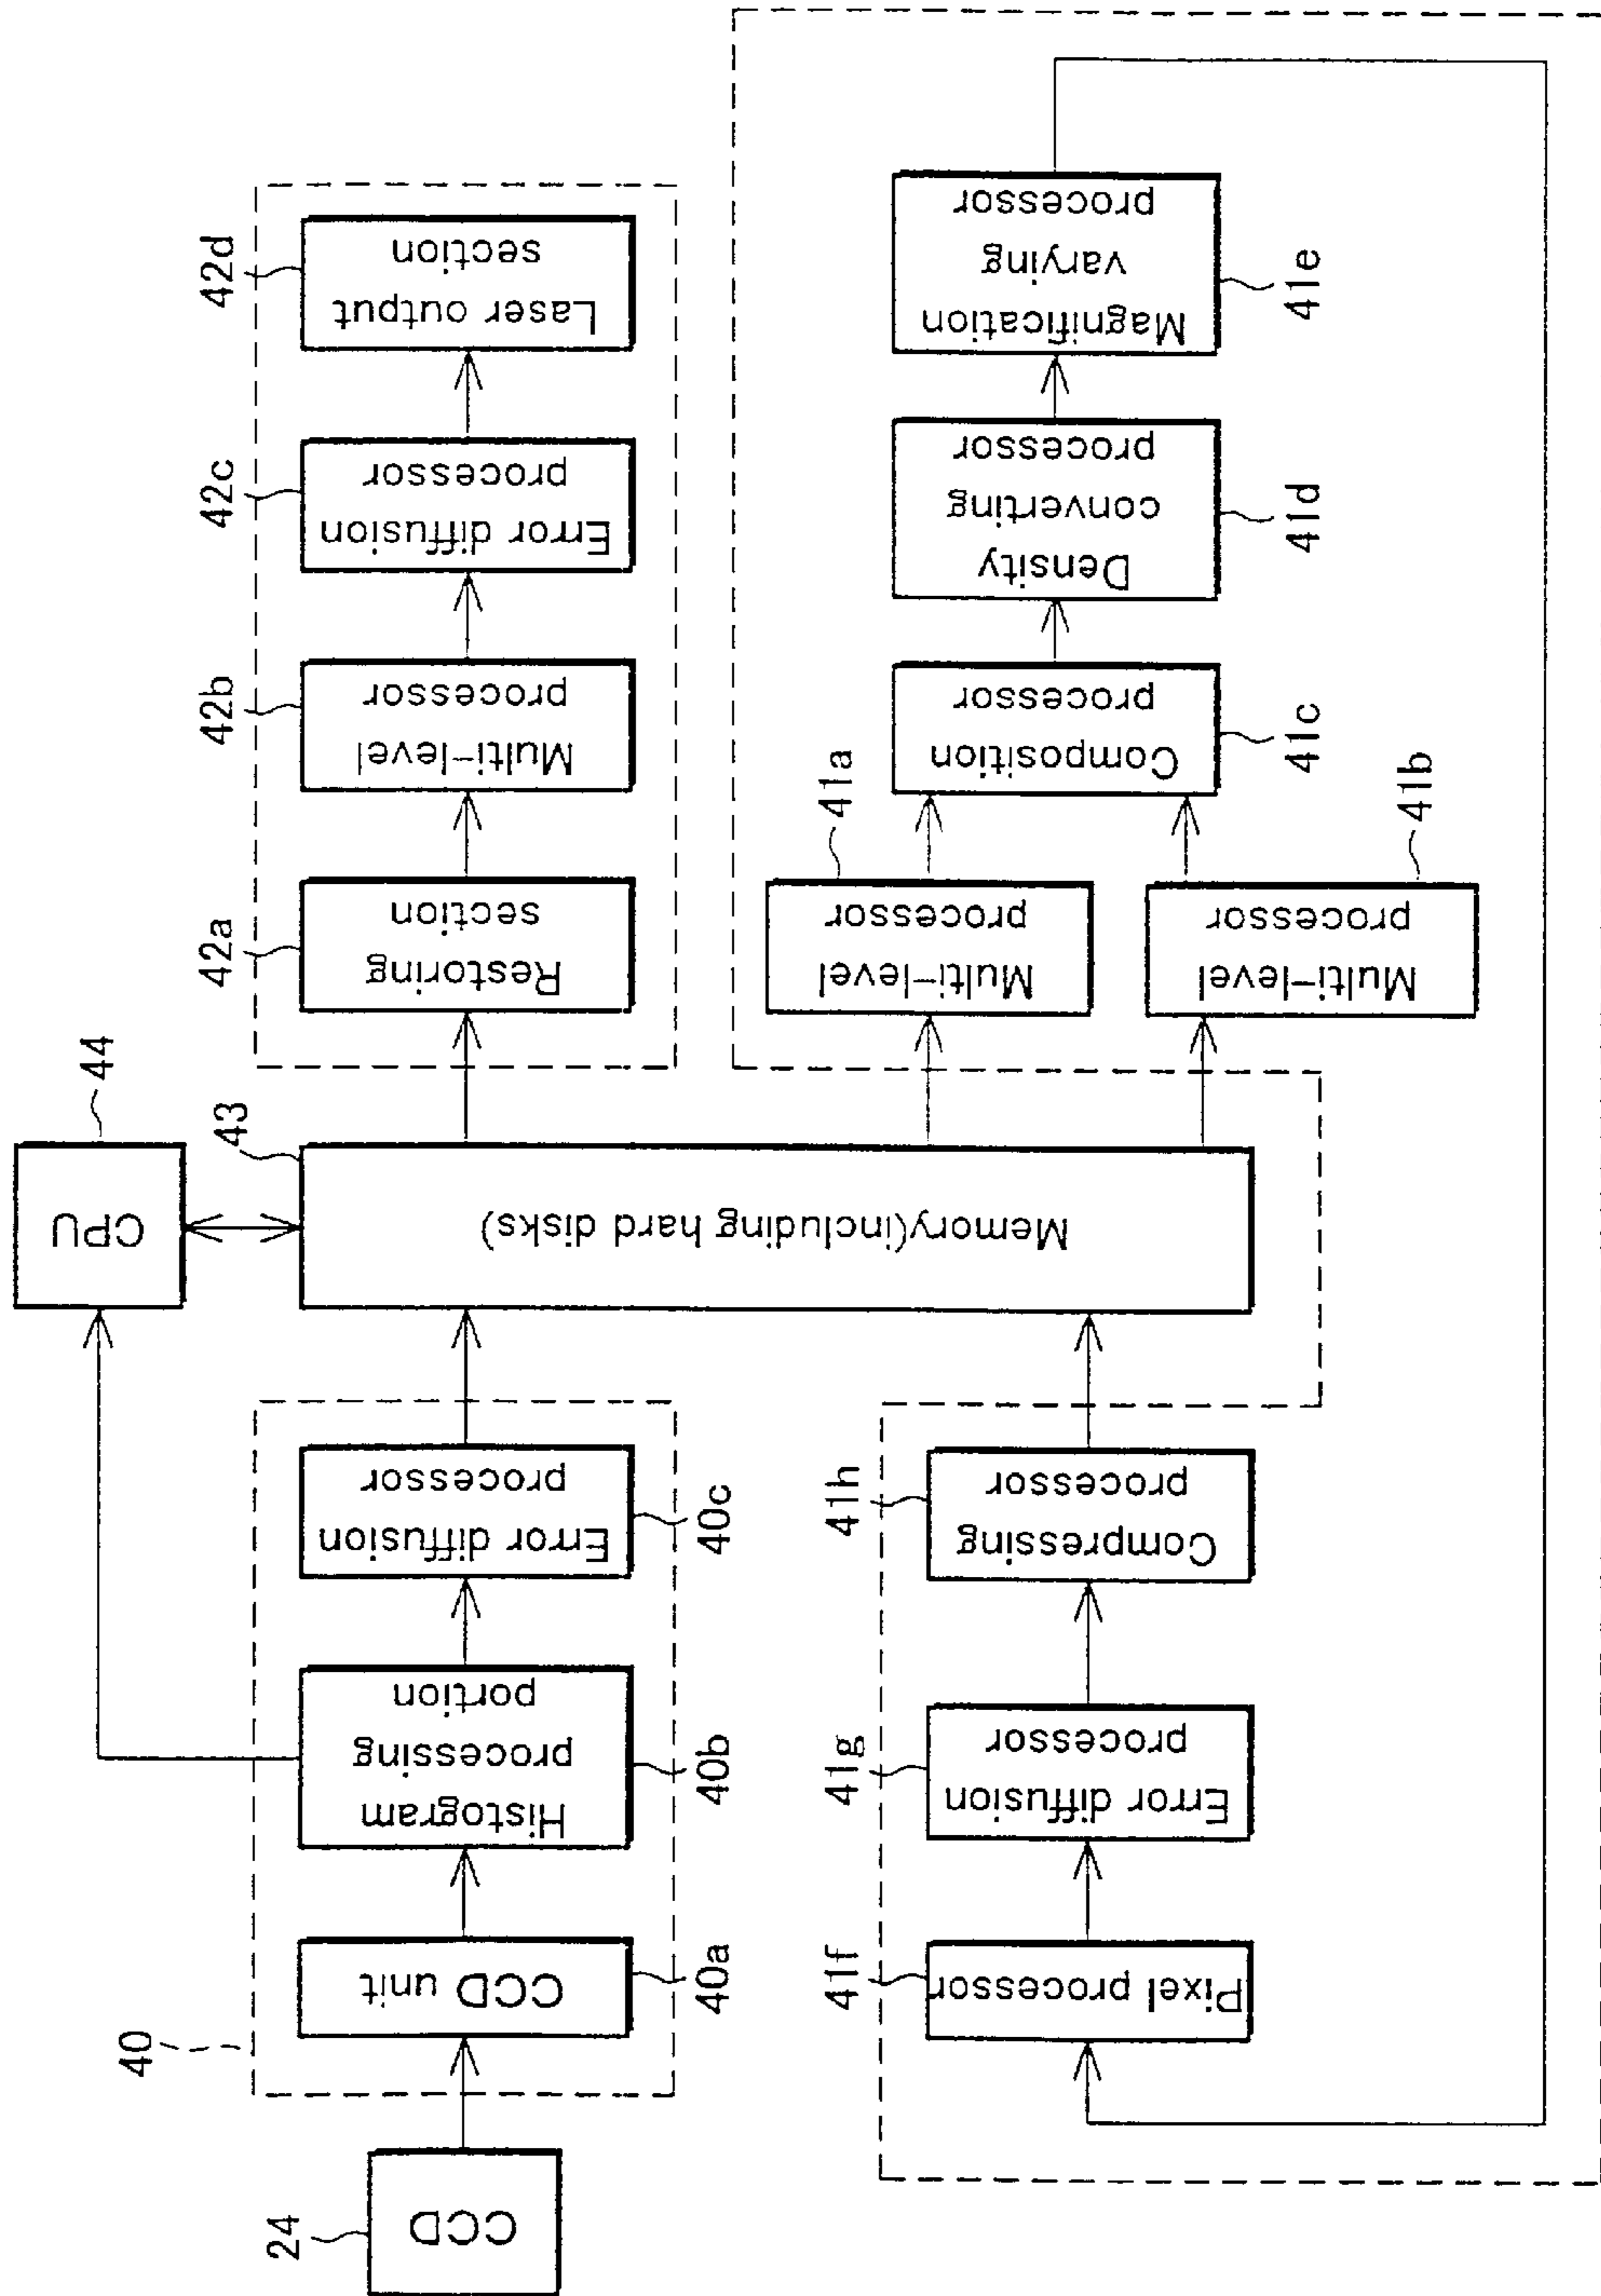 24
CCD
40
CCD unit
40a
Histogram
processing
portion
40b
Error diffusion
processor
40c
44
CPU
43
Memory(including hard disks)
42a
Restoring
section
42b
Multi-level
processor
42c
Error diffusion
processor
42d
Laser output
section
41a
Multi-level
processor
Multi-level
processor
41b
Composition
processor
41c
Density
converting
processor
41d
Magnification
varying
processor
41e
41f
Pixel processor
41g
Error diffusion
processor
41h
Compressing
processor